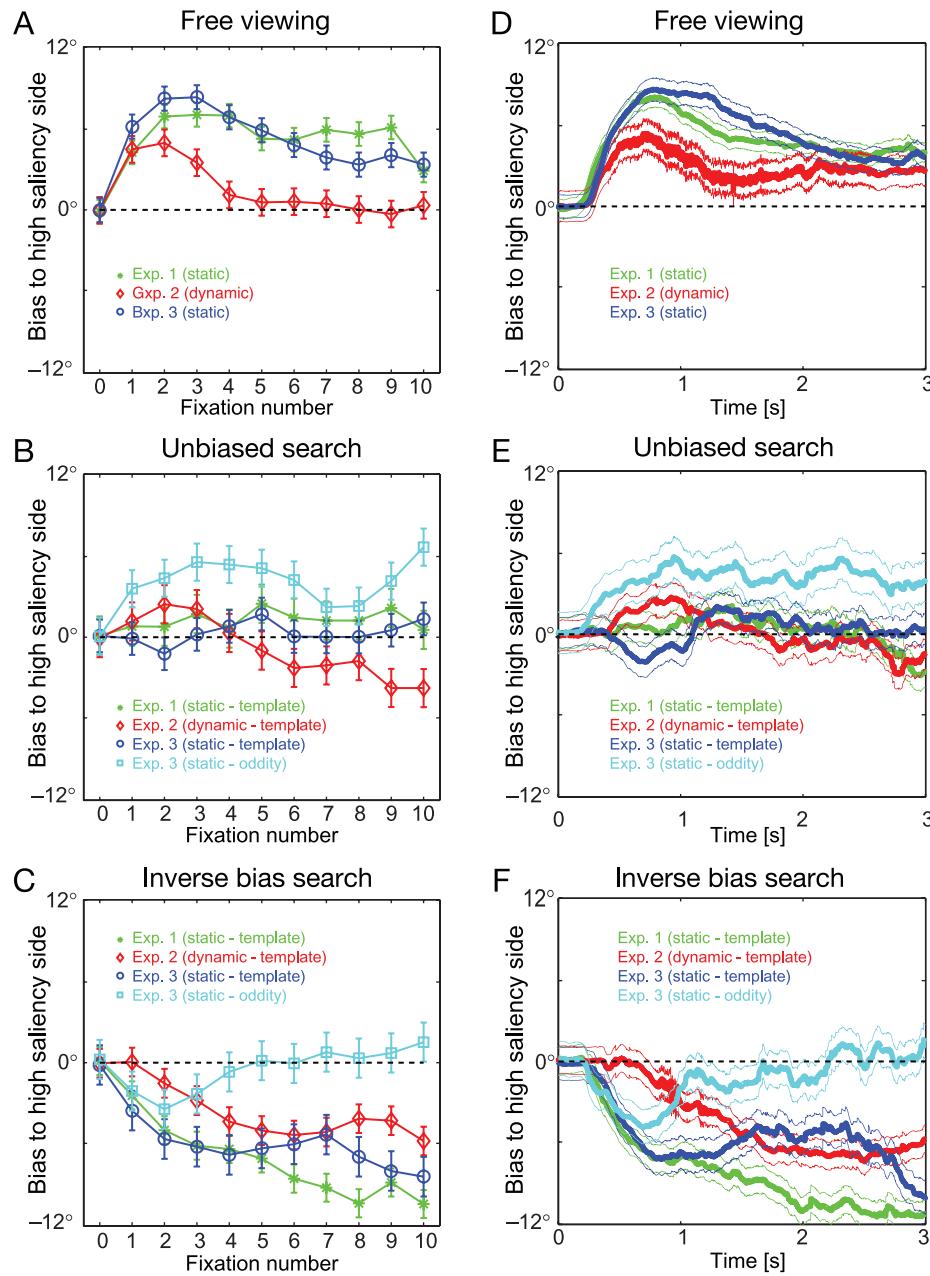 A
Free viewing
12°
0°
–12°
Bias to high saliency side
Exp. 1 (static)
Gxp. 2 (dynamic)
Bxp. 3 (static)
0 1 2 3 4 5 6 7 8 9 10
Fixation number
D
Free viewing
12°
0°
–12°
Bias to high saliency side
Exp. 1 (static)
Exp. 2 (dynamic)
Exp. 3 (static)
0 1 2 3
Time [s]
B
Unbiased search
12°
0°
–12°
Bias to high saliency side
Exp. 1 (static - template)
Exp. 2 (dynamic - template)
Exp. 3 (static - template)
Exp. 3 (static - oddity)
0 1 2 3 4 5 6 7 8 9 10
Fixation number
E
Unbiased search
12°
0°
–12°
Bias to high saliency side
Exp. 1 (static - template)
Exp. 2 (dynamic - template)
Exp. 3 (static - template)
Exp. 3 (static - oddity)
0 1 2 3
Time [s]
C
Inverse bias search
12°
0°
–12°
Bias to high saliency side
Exp. 1 (static - template)
Exp. 2 (dynamic - template)
Exp. 3 (static - template)
Exp. 3 (static - oddity)
0 1 2 3 4 5 6 7 8 9 10
Fixation number
F
Inverse bias search
12°
0°
–12°
Bias to high saliency side
Exp. 1 (static - template)
Exp. 2 (dynamic - template)
Exp. 3 (static - template)
Exp. 3 (static - oddity)
0 1 2 3
Time [s]